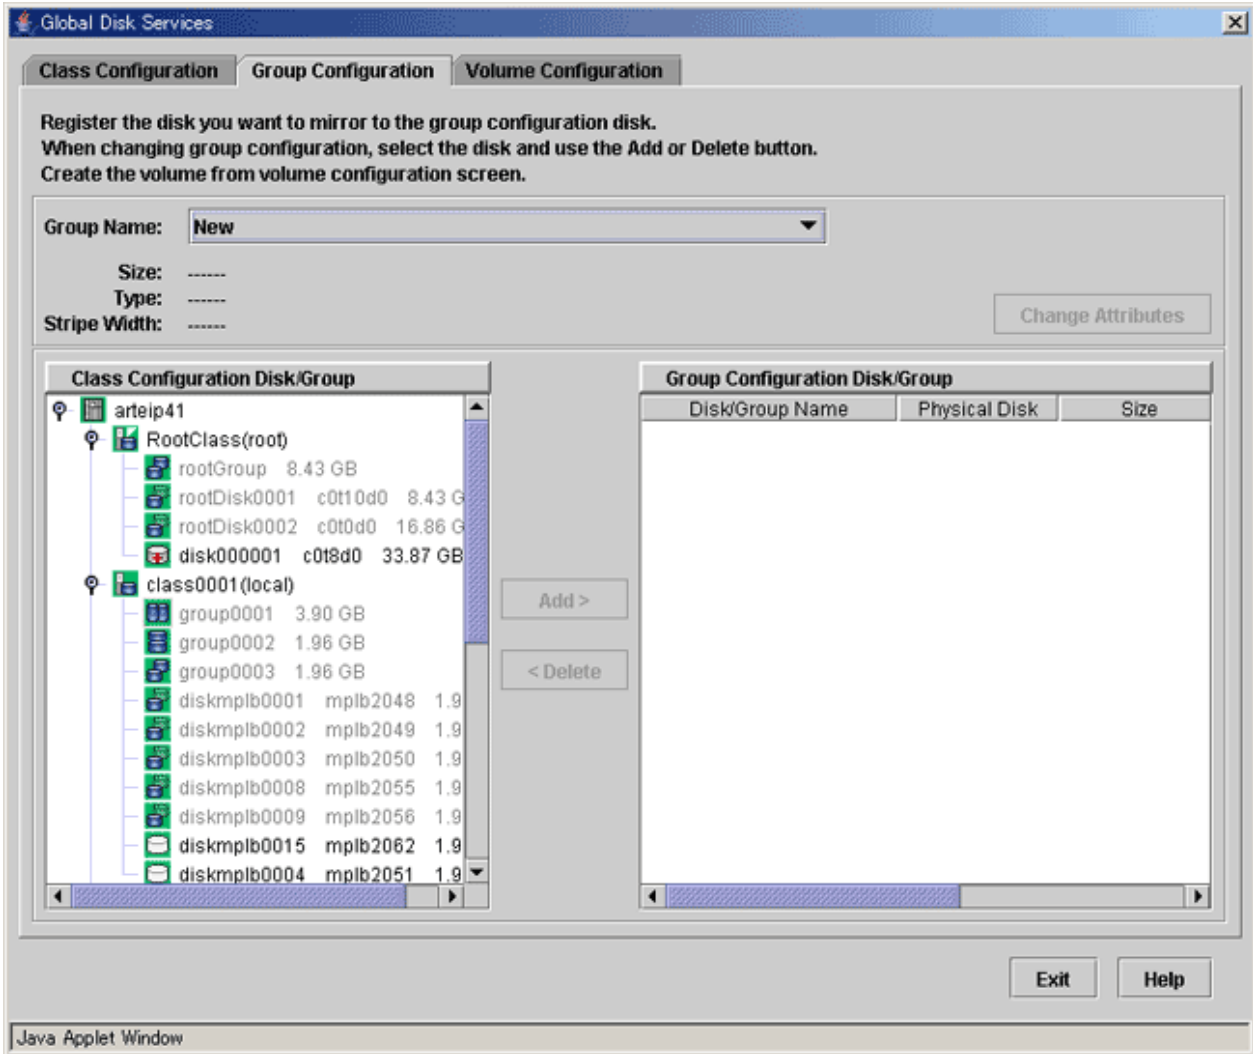 Global Disk Services
Class Configuration Group Configuration Volume Configuration
Register the disk you want to mirror to the group configuration disk.
When changing group configuration, select the disk and use the Add or Delete button.
Create the volume from volume configuration screen.
Group Name: New
Size: ------
Type: ------
Stripe Width: ------
Change Attributes
Class Configuration Disk/Group
arteip41
RootClass(root)
rootGroup 8.43 GB
rootDisk0001 c0t10d0 8.43 G
rootDisk0002 c0t0d0 16.86 G
disk000001 c0t8d0 33.87 GB
class0001(local)
group0001 3.90 GB
group0002 1.96 GB
group0003 1.96 GB
diskmplb0001 mplb2048 1.9
diskmplb0002 mplb2049 1.9
diskmplb0003 mplb2050 1.9
diskmplb0008 mplb2055 1.9
diskmplb0009 mplb2056 1.9
diskmplb0015 mplb2062 1.9
diskmplb0004 mplb2051 1.9
Add >
< Delete
Group Configuration Disk/Group
Disk/Group Name Physical Disk Size
Exit Help
Java Applet Window